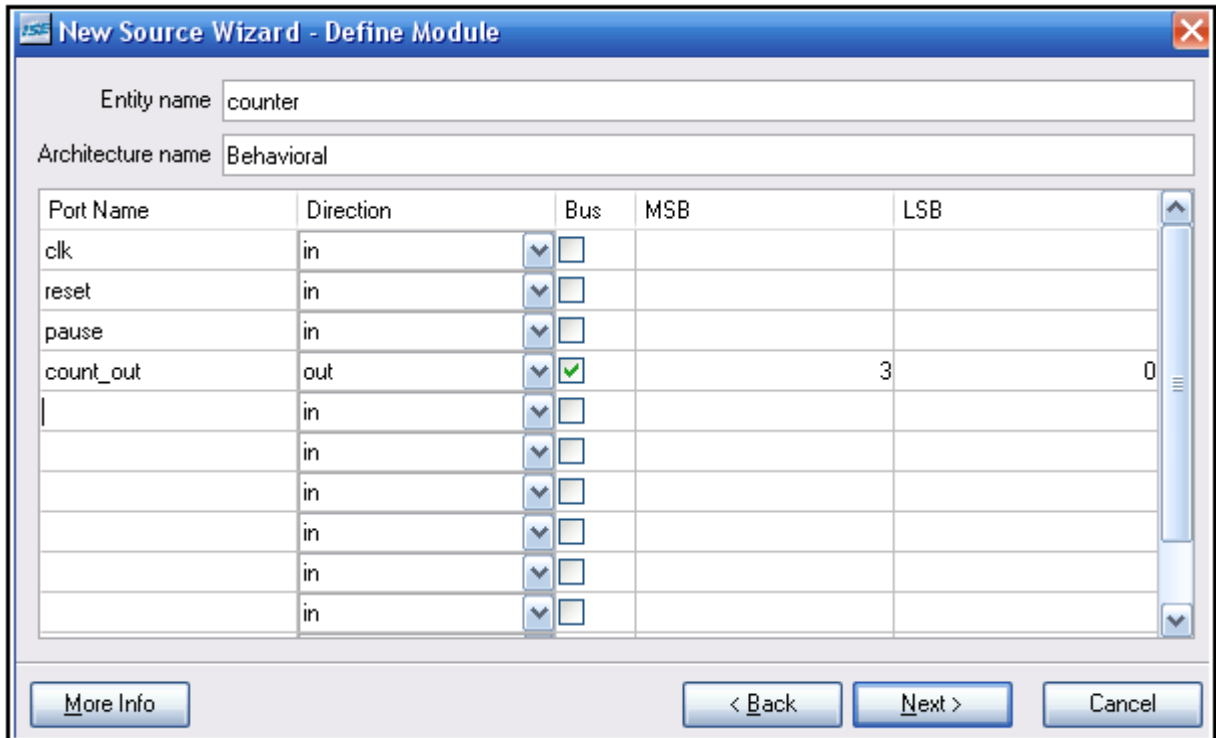 ISE New Source Wizard - Define Module
Entity name counter
Architecture name Behavioral
Port Name Direction Bus MSB LSB
clk in
reset in
pause in
count_out out 3 0
in
in
in
in
in
in
More Info < Back Next > Cancel